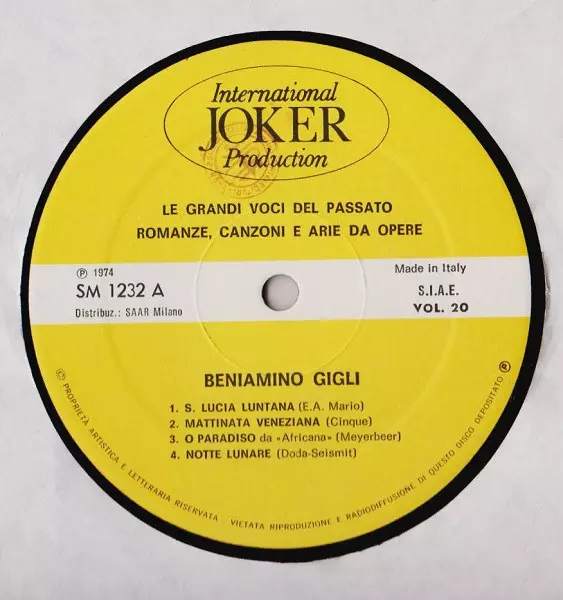 International
JOKER
Production
LE GRANDI VOCI DEL PASSATO
ROMANZE, CANZONI E ARIE DA OPERE
℗ 1974
SM 1232 A
Distribuz.: SAAR Milano
Made in Italy
S.I.A.E.
VOL. 20
BENIAMINO GIGLI
1. S. LUCIA LUNTANA (E.A. Mario)
2. MATTINATA VENEZIANA (Cinque)
3. O PARADISO da «Africana» (Meyerbeer)
4. NOTTE LUNARE (Doda-Seismit)
© PROPRIETÀ ARTISTICA E LETTERARIA RISERVATA - VIETATA RIPRODUZIONE E RADIODIFFUSIONE DI QUESTO DISCO DEPOSITATO ℗